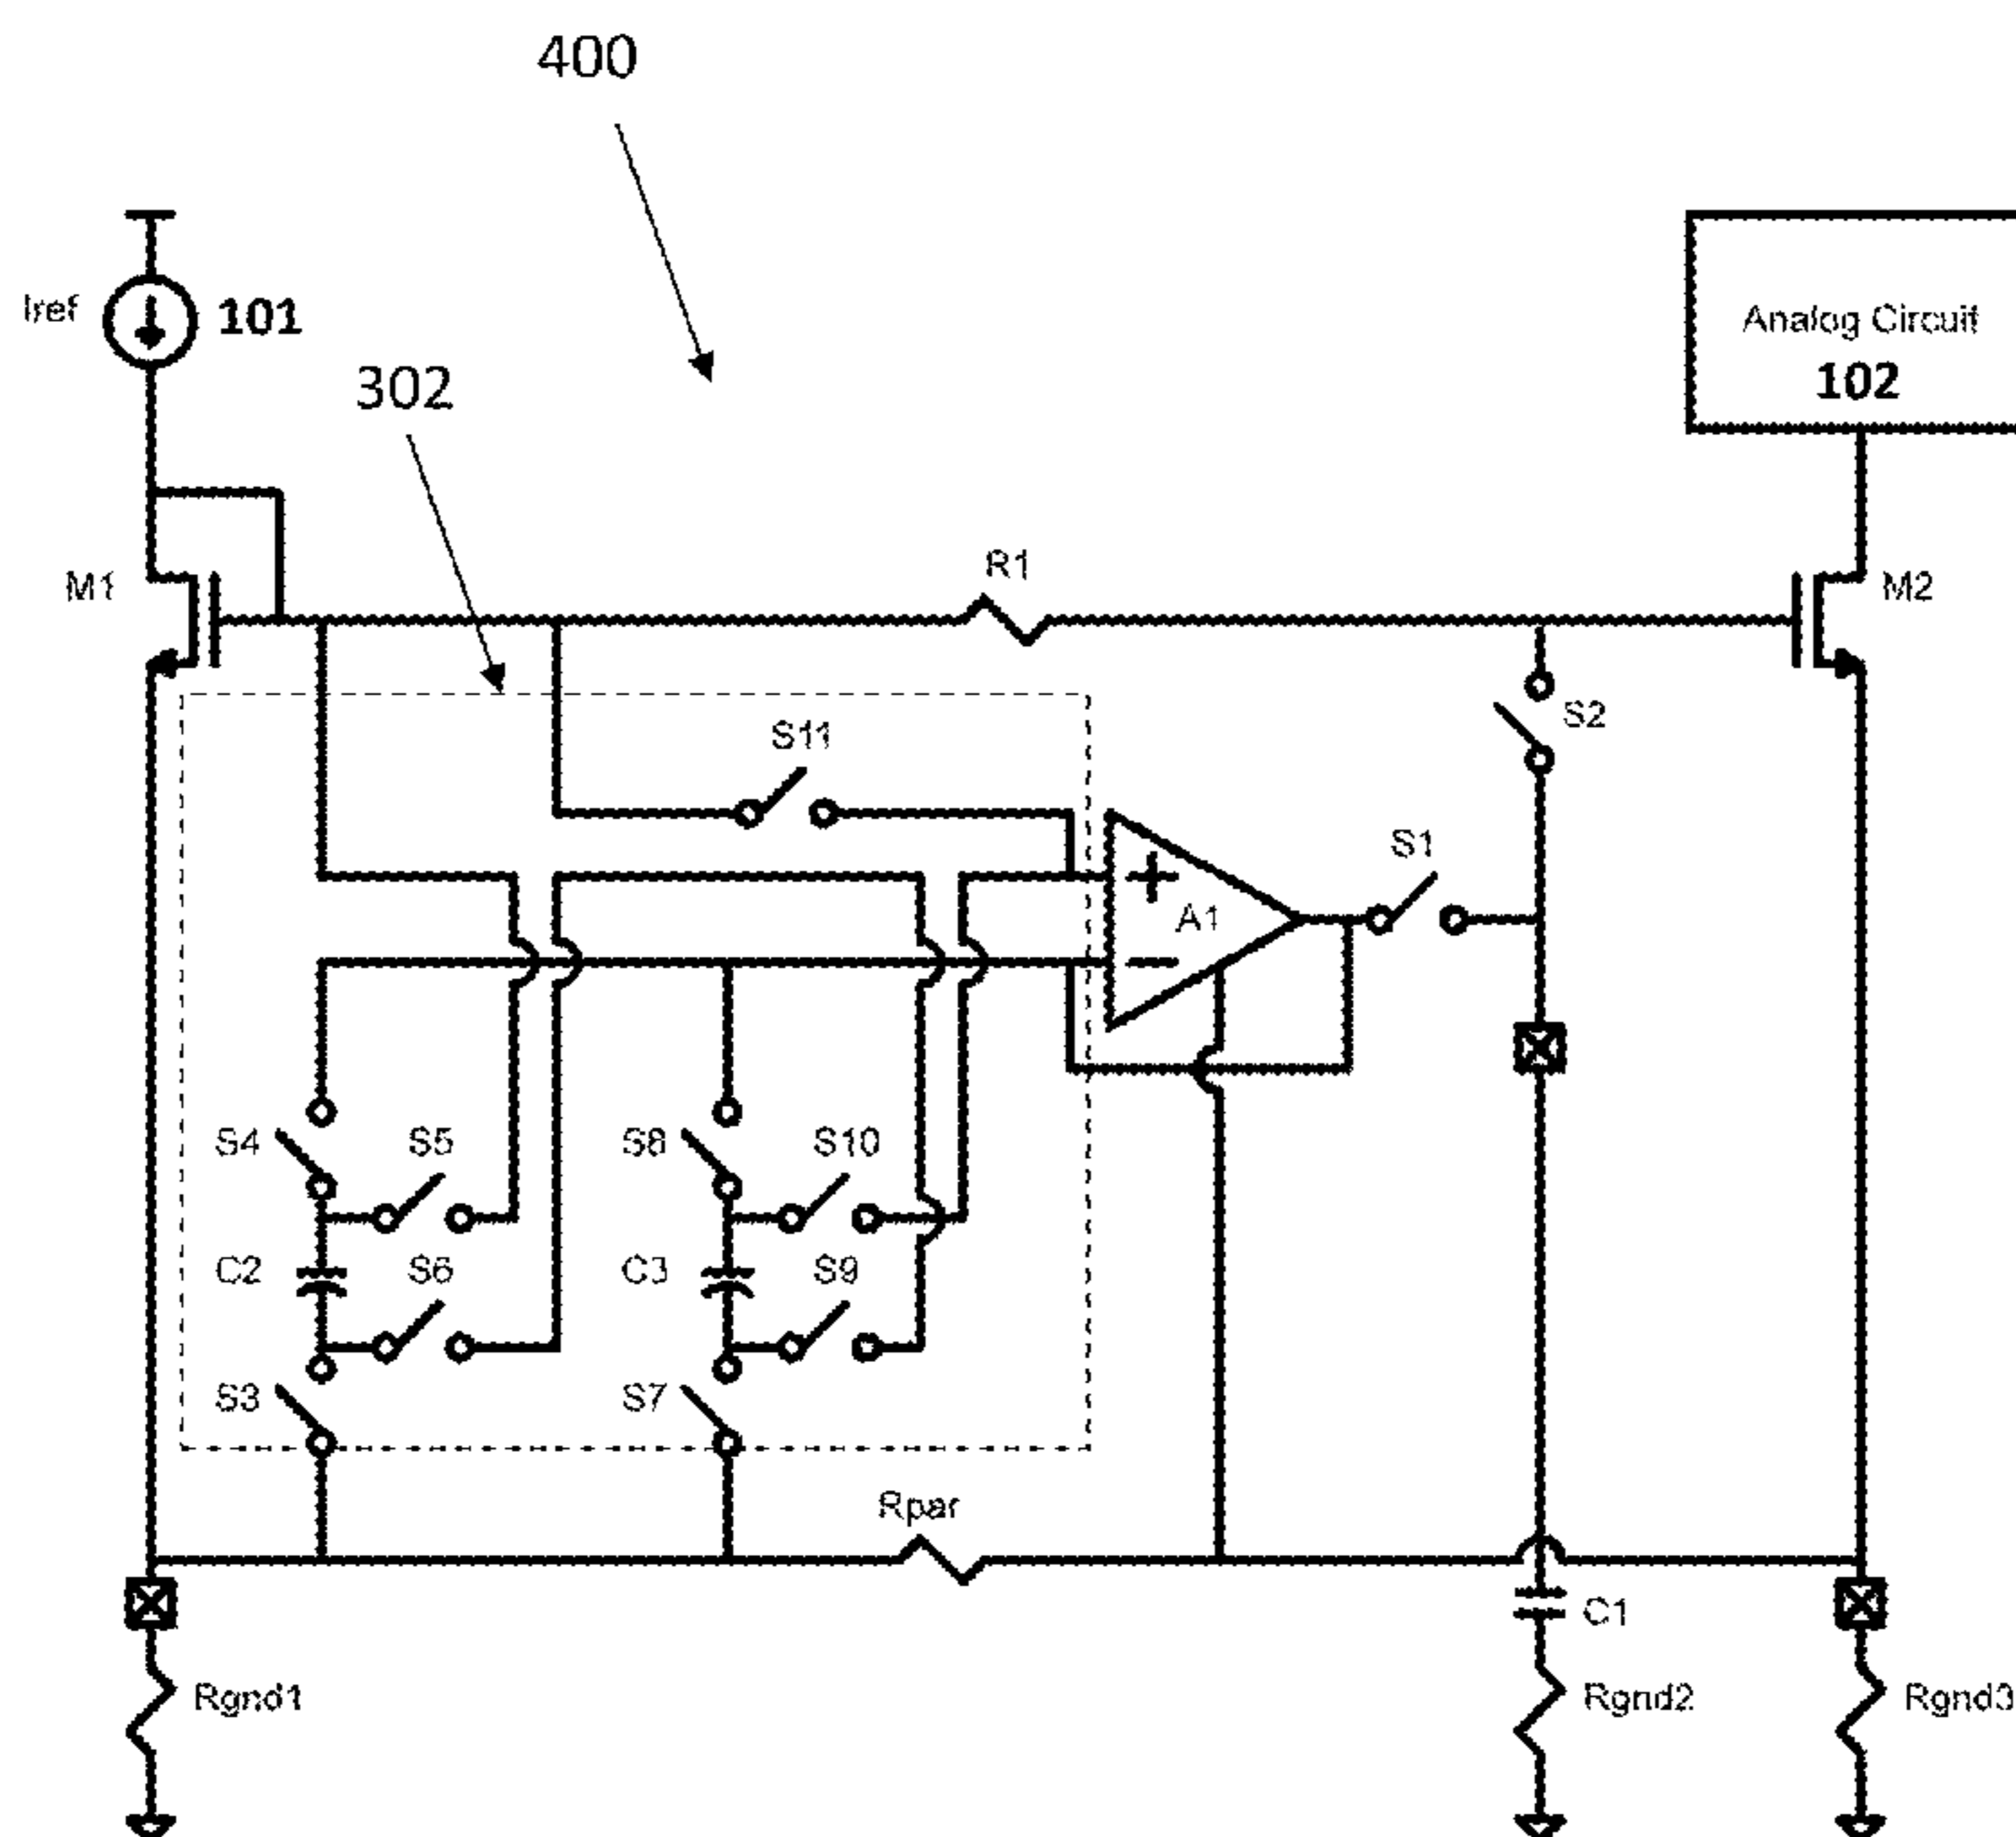 400
Iref
101
302
Analog Circuit
102
M1
R1
M2
S2
S11
S1
A1
S4
S5
S8
S10
C2
S6
C3
S9
S3
S7
Rpar
C1
Rgnd1
Rgnd2
Rgnd3